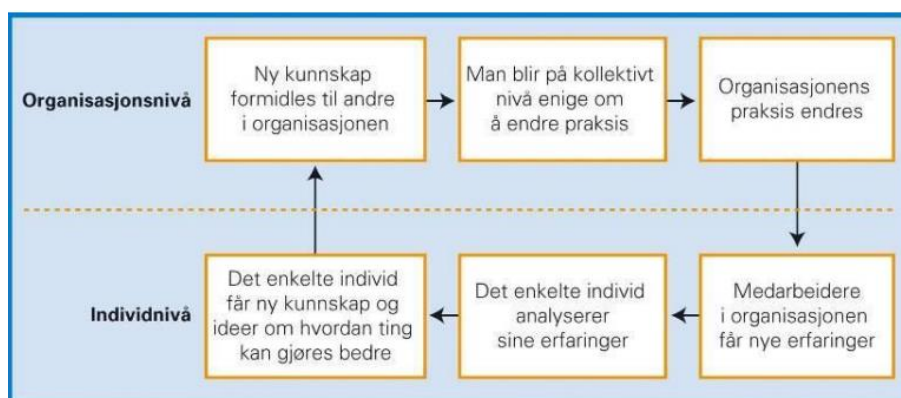 Organisasjonsnivå
Ny kunnskap
formidles til andre
i organisasjonen
Man blir på kollektivt
nivå enige om
å endre praksis
Organisasjonens
praksis endres
Individnivå
Det enkelte individ
får ny kunnskap og
ideer om hvordan ting
kan gjøres bedre
Det enkelte individ
analyserer
sine erfaringer
Medarbeidere
i organisasjonen
får nye erfaringer